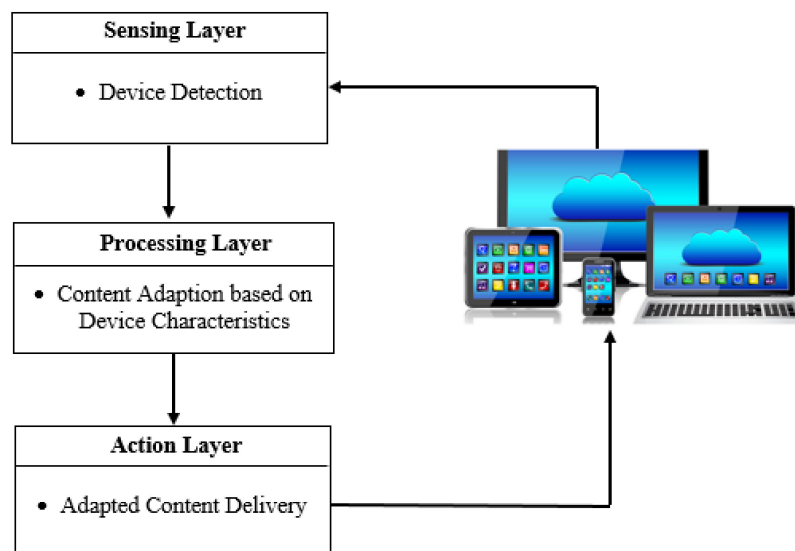 Sensing Layer
• Device Detection
Processing Layer
• Content Adaption based on
Device Characteristics
Action Layer
• Adapted Content Delivery